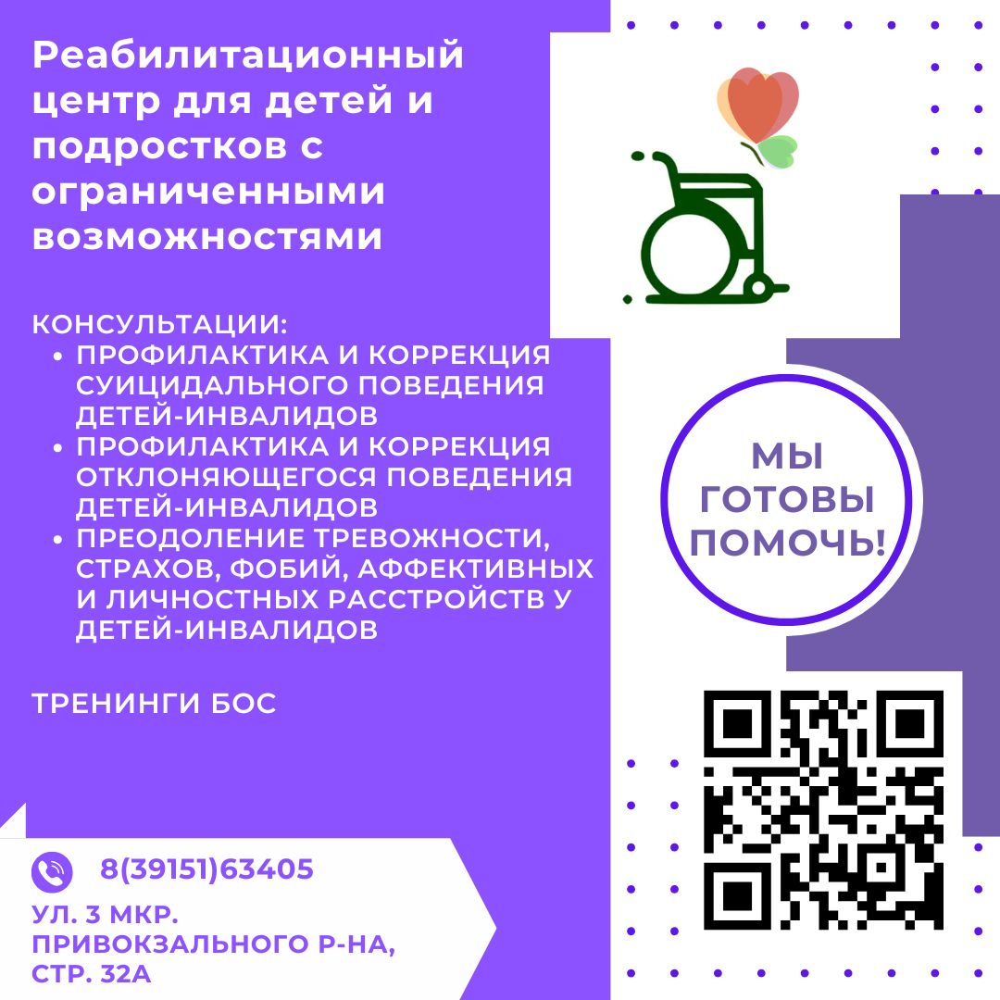 Реабилитационный
центр для детей и
подростков с
ограниченными
возможностями
КОНСУЛЬТАЦИИ:
• ПРОФИЛАКТИКА И КОРРЕКЦИЯ
СУИЦИДАЛЬНОГО ПОВЕДЕНИЯ
ДЕТЕЙ-ИНВАЛИДОВ
• ПРОФИЛАКТИКА И КОРРЕКЦИЯ
ОТКЛОНЯЮЩЕГОСЯ ПОВЕДЕНИЯ
ДЕТЕЙ-ИНВАЛИДОВ
• ПРЕОДОЛЕНИЕ ТРЕВОЖНОСТИ,
СТРАХОВ, ФОБИЙ, АФФЕКТИВНЫХ
И ЛИЧНОСТНЫХ РАССТРОЙСТВ У
ДЕТЕЙ-ИНВАЛИДОВ
ТРЕНИНГИ БОС
МЫ
ГОТОВЫ
ПОМОЧЬ!
8(39151)63405
УЛ. 3 МКР.
ПРИВОКЗАЛЬНОГО Р-НА,
СТР. 32А